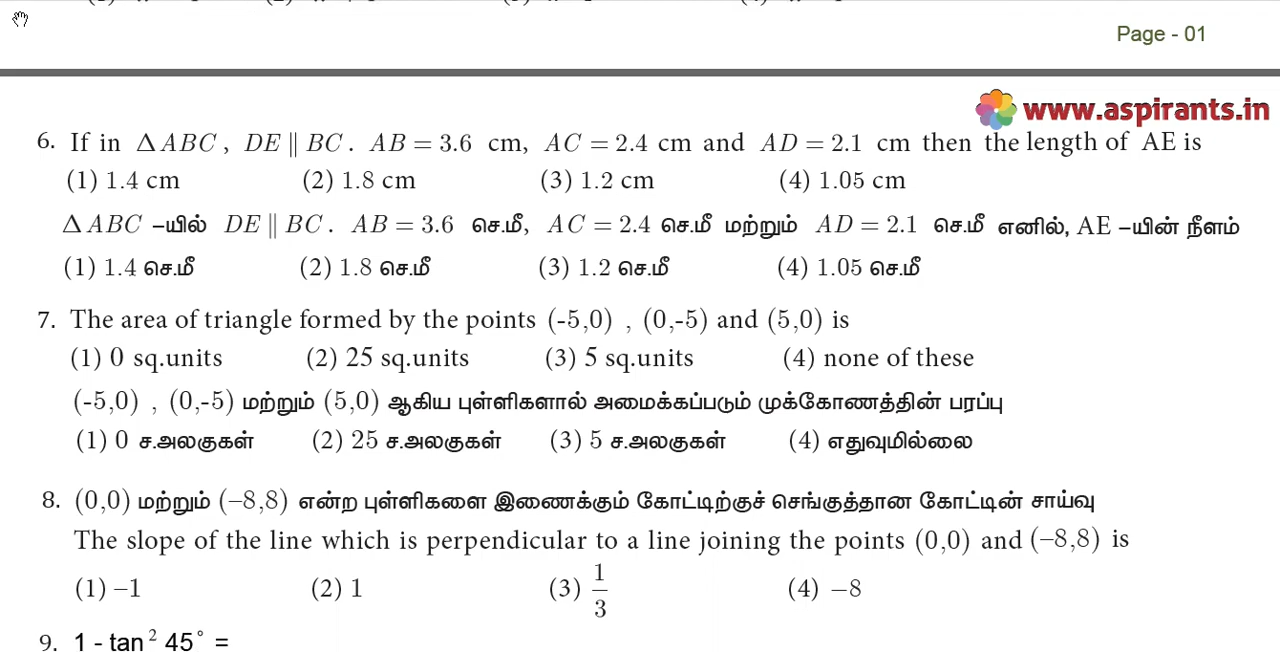 Page - 01
www.aspirants.in
6. If in ΔABC, DE || BC. AB = 3.6 cm, AC = 2.4 cm and AD = 2.1 cm then the length of AE is
(1) 1.4 cm (2) 1.8 cm (3) 1.2 cm (4) 1.05 cm
ΔABC –யில் DE || BC. AB = 3.6 செ.மீ, AC = 2.4 செ.மீ மற்றும் AD = 2.1 செ.மீ எனில், AE –யின் நீளம்
(1) 1.4 செ.மீ (2) 1.8 செ.மீ (3) 1.2 செ.மீ (4) 1.05 செ.மீ
7. The area of triangle formed by the points (-5,0) , (0,-5) and (5,0) is
(1) 0 sq.units (2) 25 sq.units (3) 5 sq.units (4) none of these
(-5,0) , (0,-5) மற்றும் (5,0) ஆகிய புள்ளிகளால் அமைக்கப்படும் முக்கோணத்தின் பரப்பு
(1) 0 ச.அலகுகள் (2) 25 ச.அலகுகள் (3) 5 ச.அலகுகள் (4) எதுவுமில்லை
8. (0,0) மற்றும் (–8,8) என்ற புள்ளிகளை இணைக்கும் கோட்டிற்குச் செங்குத்தான கோட்டின் சாய்வு
The slope of the line which is perpendicular to a line joining the points (0,0) and (–8,8) is
(1) –1 (2) 1 (3) 1/3 (4) –8
9. 1 - tan² 45° =